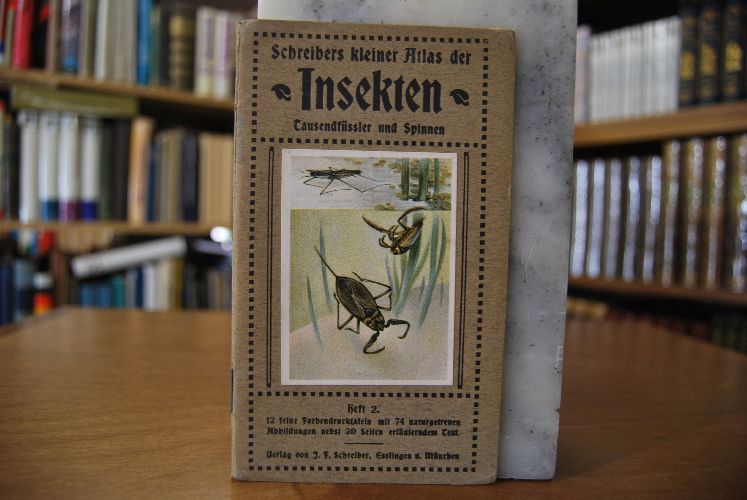 Schreibers kleiner Atlas der
Insekten
Tausendfüssler und Spinnen
Heft 2.
12 feine Farbendrucktafeln mit 74 naturgetreuen
Abbildungen nebst 20 Seiten erläuterndem Text.
Verlag von J. F. Schreiber, Esslingen u. München